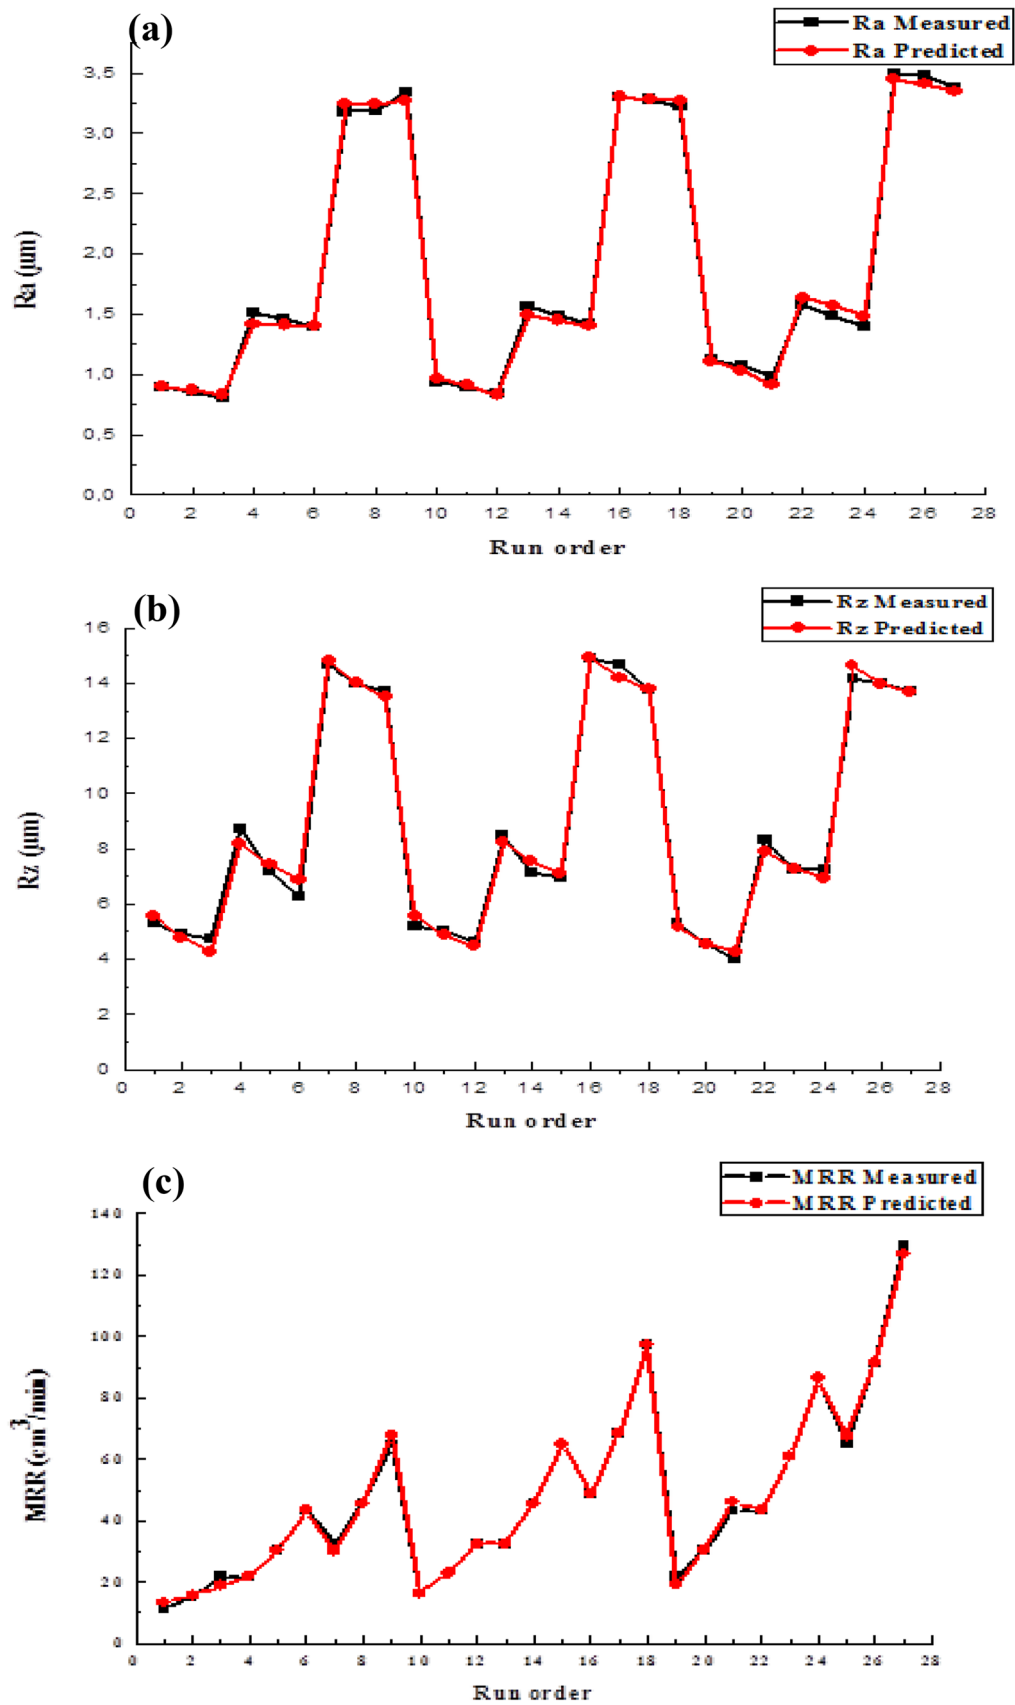 (a)
Ra Measured
Ra Predicted
3,5
3,0
2,5
2,0
1,5
1,0
0,5
0,0
Ra (µm)
0 2 4 6 8 10 12 14 16 18 20 22 24 26 28
Run order
(b)
Rz Measured
Rz Predicted
16
14
12
10
8
6
4
2
0
Rz (µm)
0 2 4 6 8 10 12 14 16 18 20 22 24 26 28
Run order
(c)
MRR Measured
MRR Predicted
140
120
100
80
60
40
20
0
MRR (cm³/min)
0 2 4 6 8 10 12 14 16 18 20 22 24 26 28
Run order